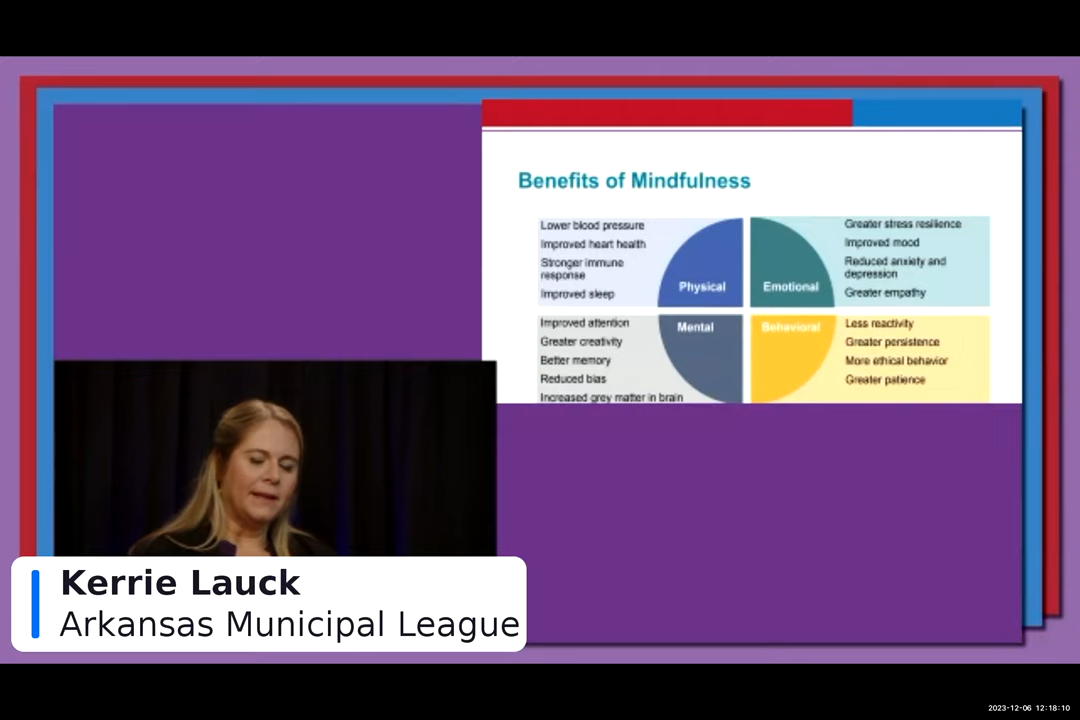 Benefits of Mindfulness
Lower blood pressure
Improved heart health
Stronger immune
response
Improved sleep
Physical
Emotional
Greater stress resilience
Improved mood
Reduced anxiety and
depression
Greater empathy
Improved attention
Greater creativity
Better memory
Reduced bias
Increased grey matter in brain
Mental
Behavioral
Less reactivity
Greater persistence
More ethical behavior
Greater patience
Kerrie Lauck
Arkansas Municipal League
2023-12-06 12:18:10